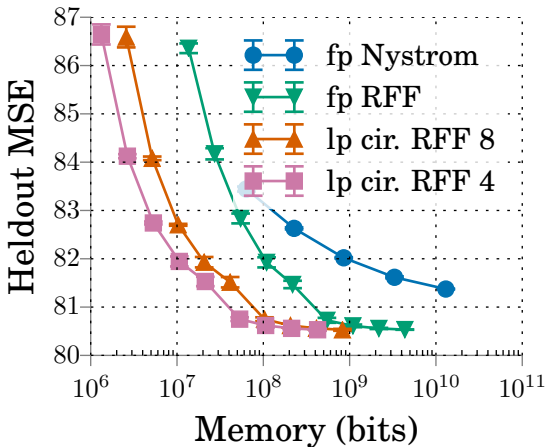 87
86
85
84
83
82
81
80
Heldout MSE
fp Nystrom
fp RFF
lp cir. RFF 8
lp cir. RFF 4
10^6 10^7 10^8 10^9 10^10 10^11
Memory (bits)